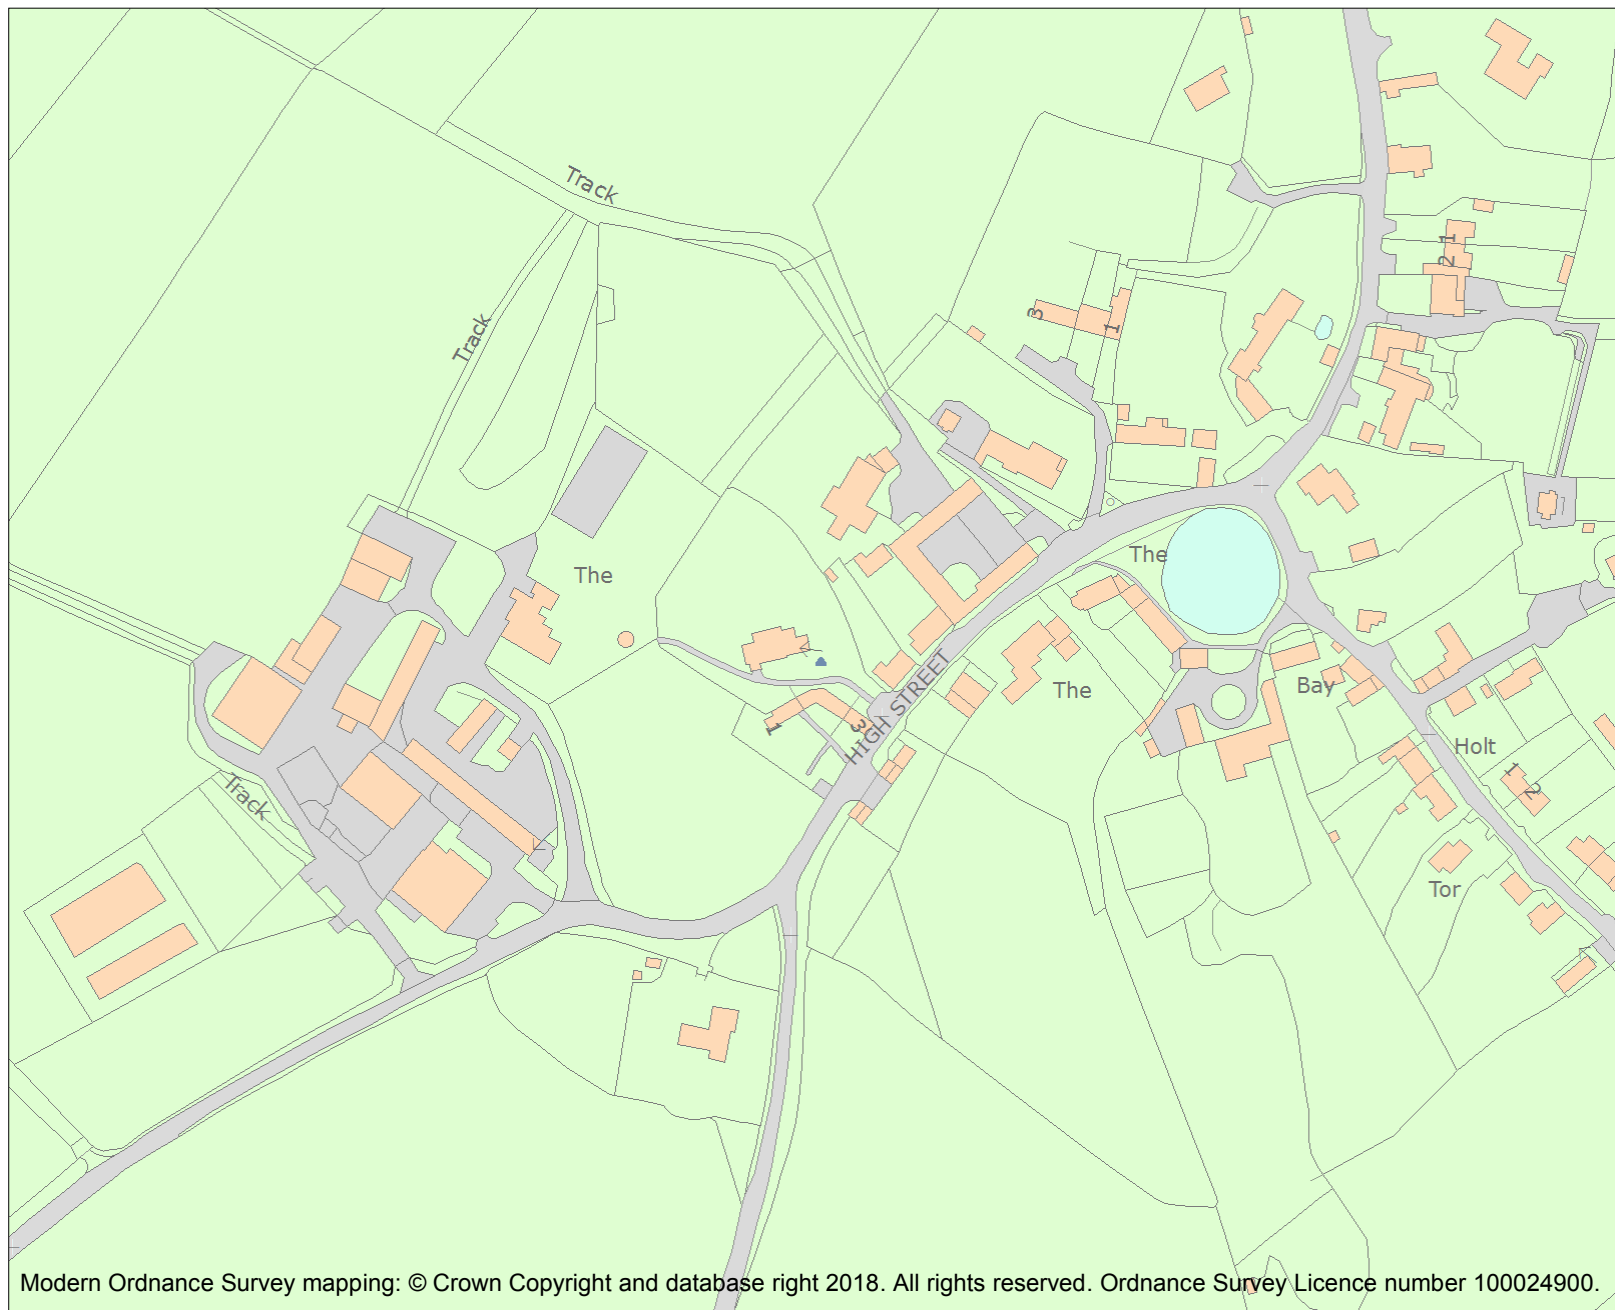 Track
1
2
3
1
Track
The
The
HIGH STREET
The
Bay
1
3
Holt
1
2
Track
Tor
Modern Ordnance Survey mapping: © Crown Copyright and database right 2018. All rights reserved. Ordnance Survey Licence number 100024900.